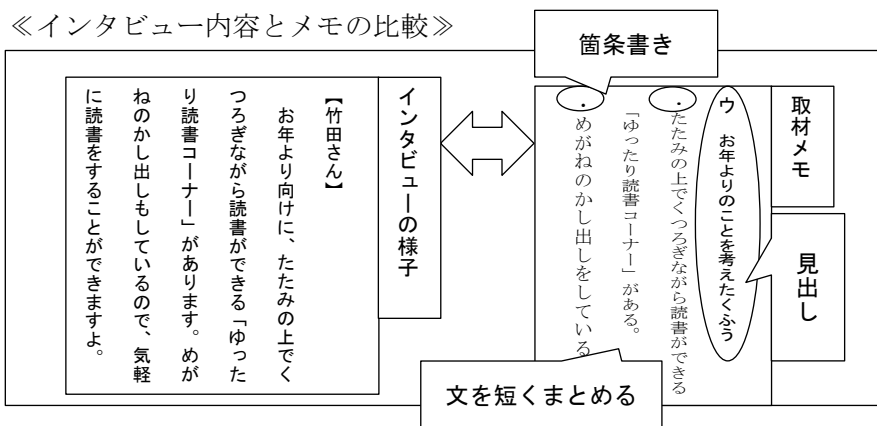 ≪インタビュー内容とメモの比較≫
箇条書き
取材メモ
見出し
ウ　お年よりのことを考えたくふう
・たたみの上でくつろぎながら読書ができる
「ゆったり読書コーナー」がある。
・めがねのかし出しをしている
文を短くまとめる
インタビューの様子
【竹田さん】
お年より向けに、たたみの上でく
つろぎながら読書ができる「ゆった
り読書コーナー」があります。めが
ねのかし出しもしているので、気軽
に読書をすることができますよ。